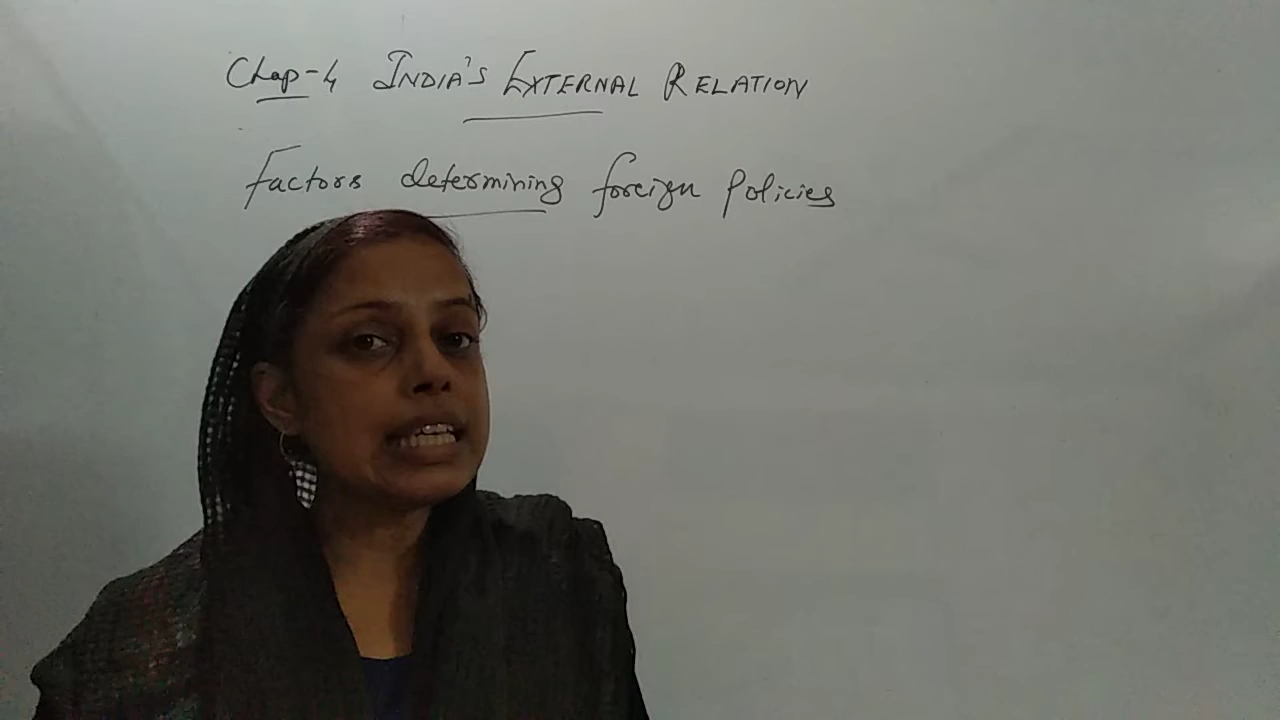 Chap-4 INDIA'S EXTERNAL RELATION
Factors determining foreign Policies